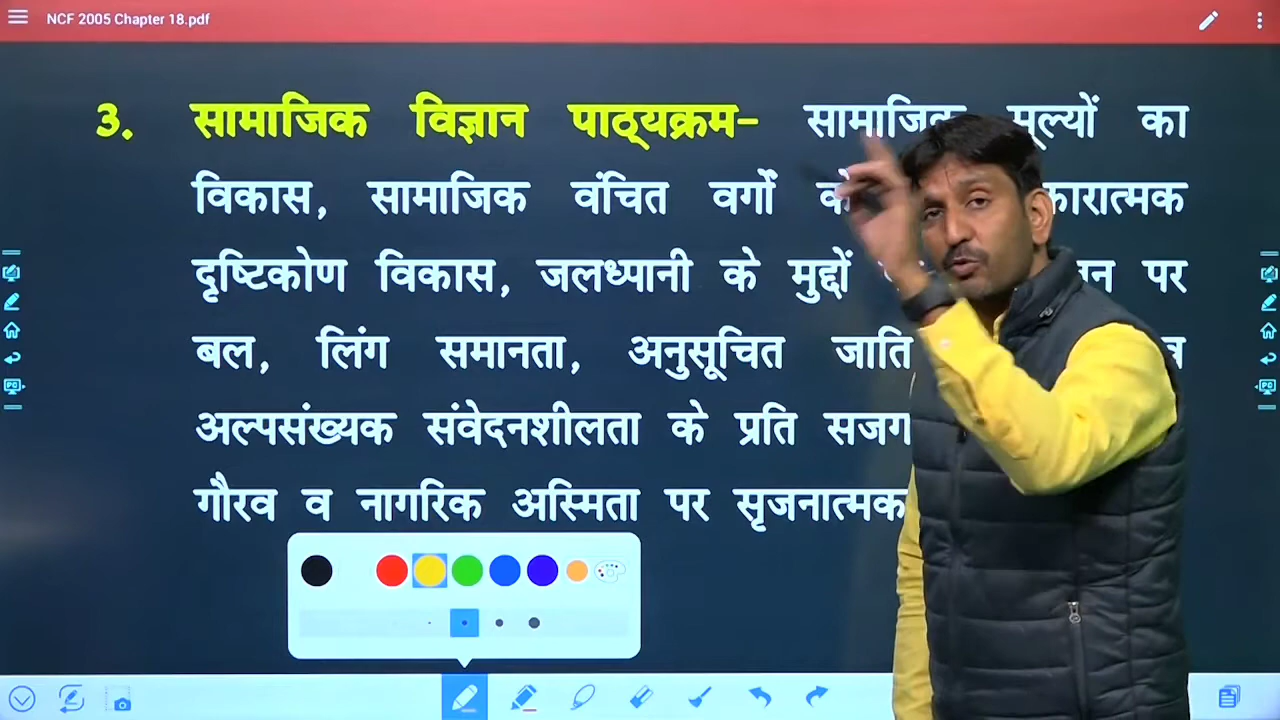 NCF 2005 Chapter 18.pdf
3. सामाजिक विज्ञान पाठ्यक्रम- सामाजिक मूल्यों का
विकास, सामाजिक वंचित वर्गों
दृष्टिकोण विकास, जलध्पानी के मुद्दों पर
बल, लिंग समानता, अनुसूचित जाति
अल्पसंख्यक संवेदनशीलता के प्रति सजग
गौरव व नागरिक अस्मिता पर सृजनात्मक